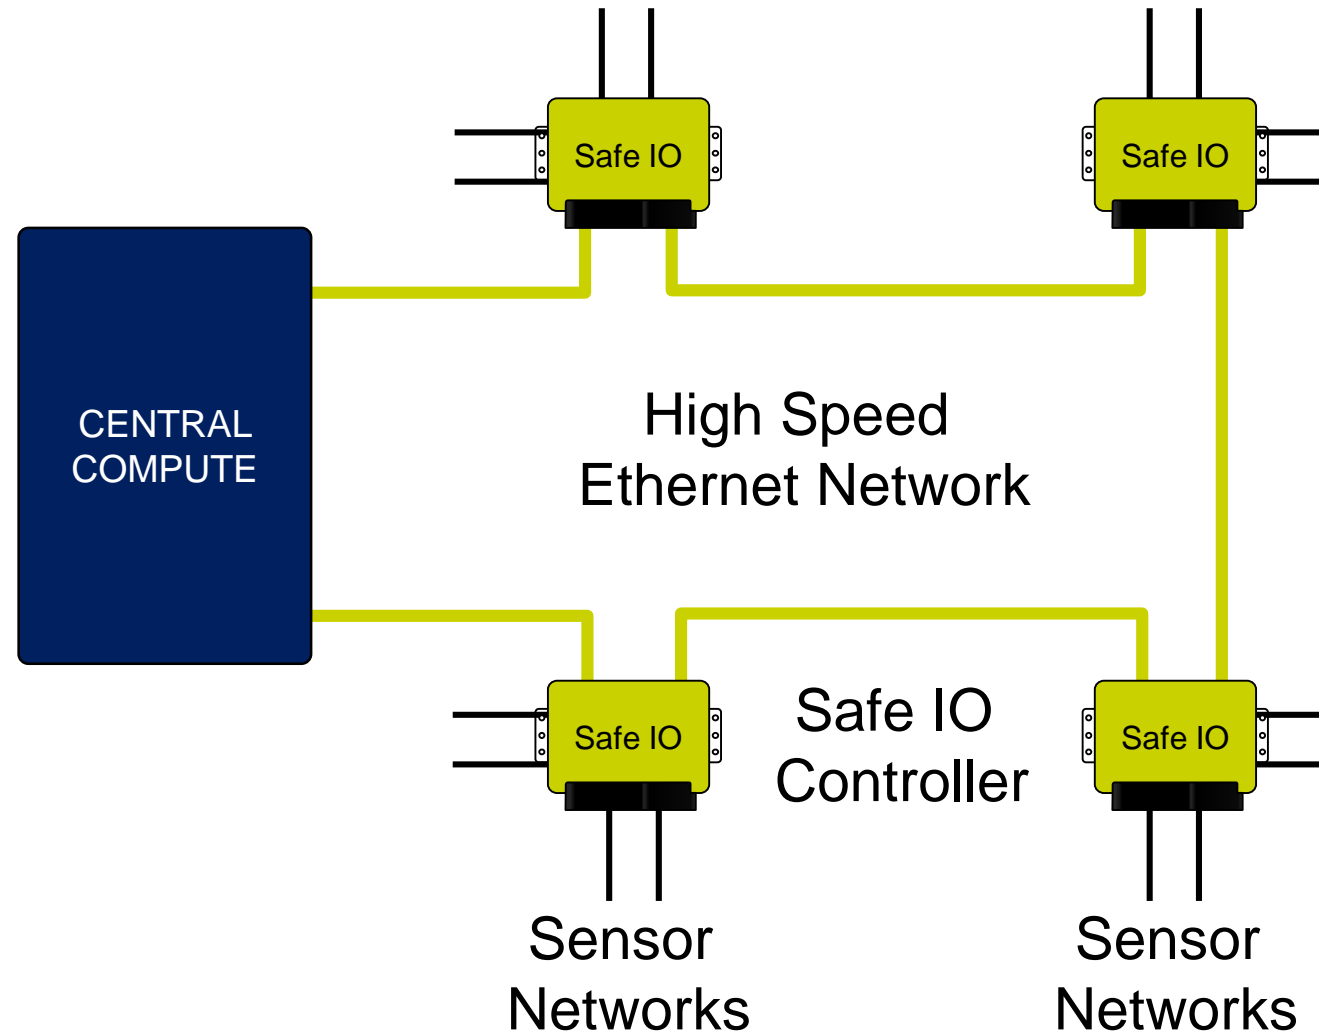 Safe IO
Safe IO
CENTRAL
COMPUTE
High Speed
Ethernet Network
Safe IO
Safe IO
Controller
Safe IO
Sensor
Networks
Sensor
Networks